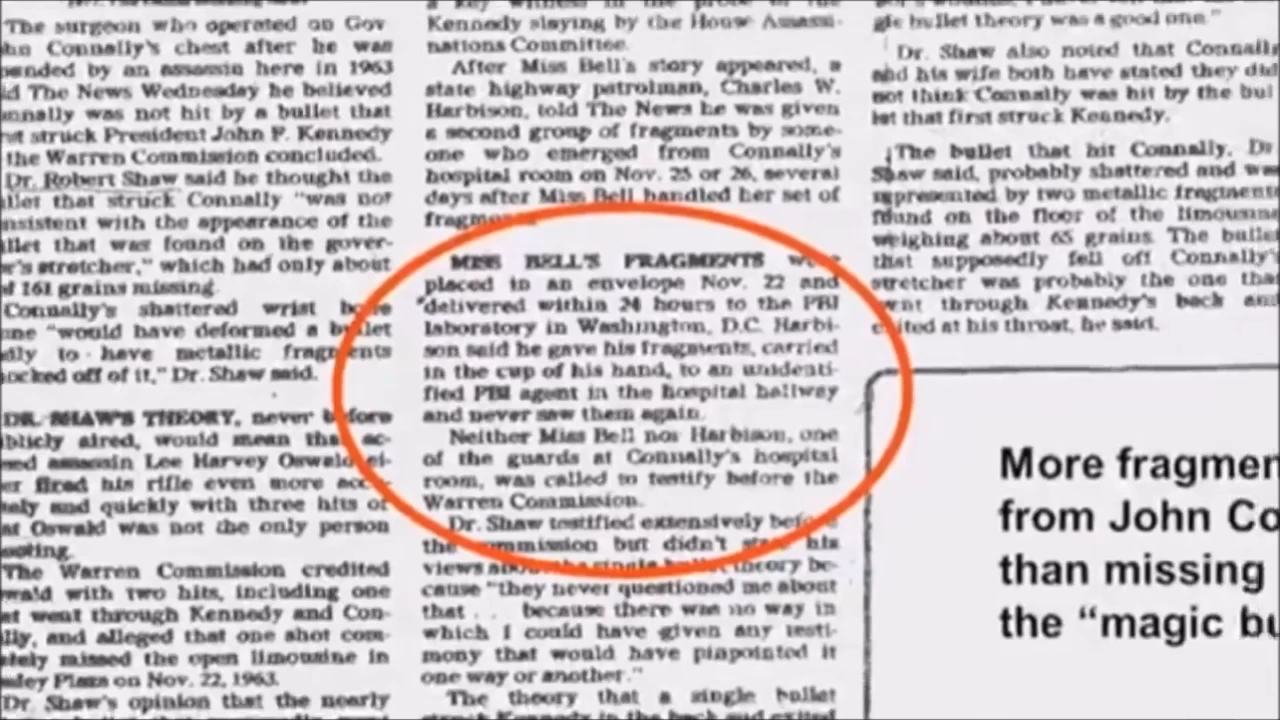 The surgeon who operated on Gov
hn Connally's chest after he was
ounded by an assassin here in 1963
id The News Wednesday he believed
onnally was not hit by a bullet that
rst struck President John F. Kennedy
the Warren Commission concluded.
Dr. Robert Shaw said he thought the
llet that struck Connally "was not
nsistent with the appearance of the
llet that was found on the gover-
r's stretcher," which had only about
of 161 grains missing.
Connally's shattered wrist bone
one "would have deformed a bullet
dly to have metallic fragments
ocked off of it," Dr. Shaw said.
DR. SHAW'S THEORY, never before
blicly aired, would mean that ac-
sed assassin Lee Harvey Oswald ei-
er fired his rifle even more accu-
tely and quickly with three hits or
at Oswald was not the only person
ooting.
The Warren Commission credited
wald with two hits, including one
at went through Kennedy and Con-
lly, and alleged that one shot com-
etely missed the open limousine in
aley Plaza on Nov. 22, 1963.
Dr. Shaw's opinion that the nearly
a key witness in the probe of the
Kennedy slaying by the House Assassi-
nations Committee.
After Miss Bell's story appeared, a
state highway patrolman, Charles W.
Harbison, told The News he was given
a second group of fragments by some-
one who emerged from Connally's
hospital room on Nov. 25 or 26, several
days after Miss Bell handled her set of
fragments.
MISS BELL'S FRAGMENTS were
placed in an envelope Nov. 22 and
delivered within 24 hours to the FBI
laboratory in Washington, D.C. Harbi-
son said he gave his fragments, carried
in the cup of his hand, to an unidenti-
fied FBI agent in the hospital hallway
and never saw them again.
Neither Miss Bell nor Harbison, one
of the guards at Connally's hospital
room, was called to testify before the
Warren Commission.
Dr. Shaw testified extensively before
the commission but didn't state his
views about the single bullet theory be-
cause "they never questioned me about
that . . because there was no way in
which I could have given any testi-
mony that would have pinpointed it
one way or another."
The theory that a single bullet
struck Kennedy in the back and exited
gle bullet theory was a good one."
Dr. Shaw also noted that Connally
and his wife both have stated they did
not think Connally was hit by the bul
let that first struck Kennedy.
The bullet that hit Connally, Dr
Shaw said, probably shattered and was
represented by two metallic fragments
found on the floor of the limousine
weighing about 65 grains. The bullet
that supposedly fell off Connally's
stretcher was probably the one that
went through Kennedy's back and
exited at his throat, he said.
More fragmen
from John Co
than missing
the "magic bu